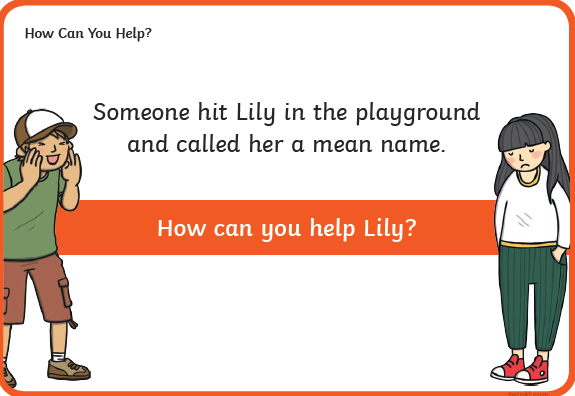 How Can You Help?
Someone hit Lily in the playground
and called her a mean name.
How can you help Lily?